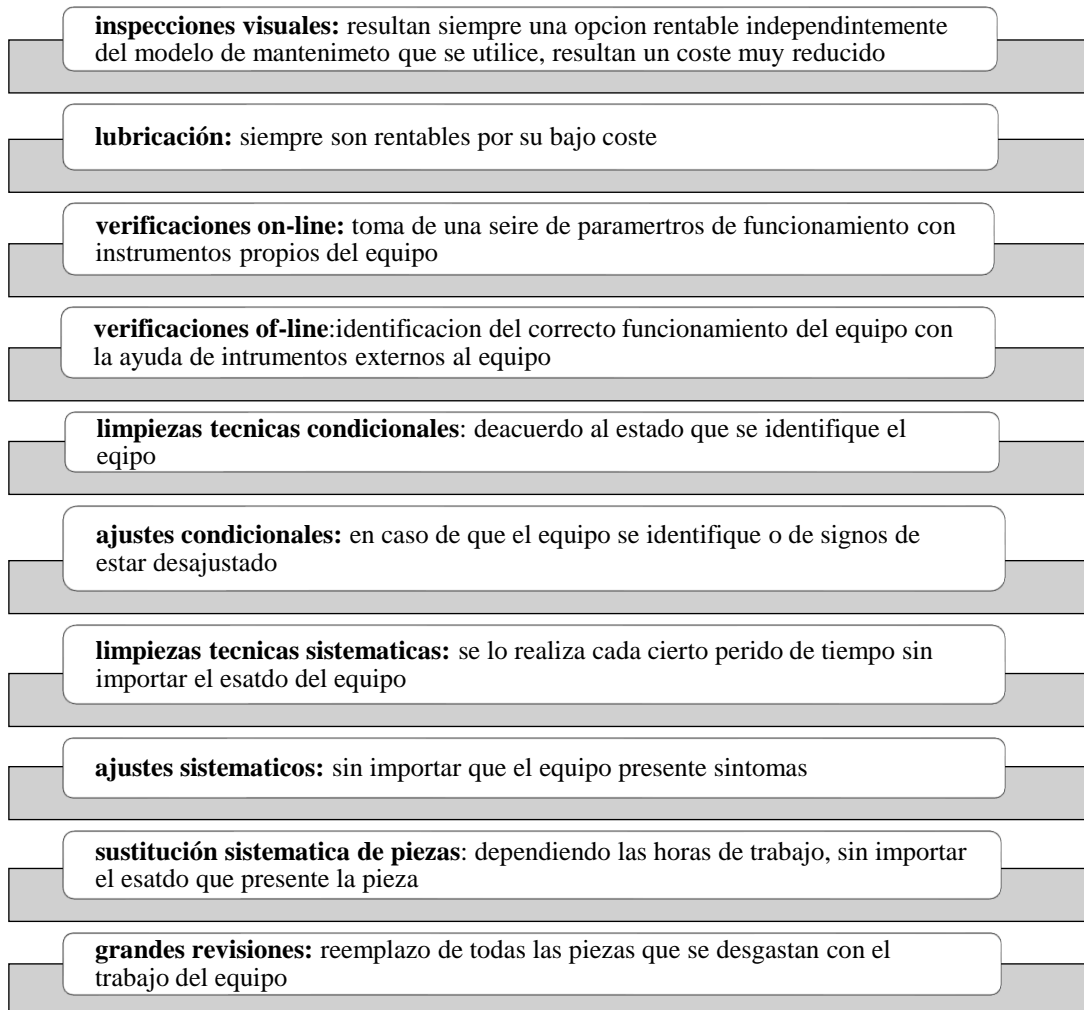 inspecciones visuales: resultan siempre una opcion rentable independintemente
del modelo de mantenimeto que se utilice, resultan un coste muy reducido
lubricación: siempre son rentables por su bajo coste
verificaciones on-line: toma de una seire de paramertros de funcionamiento con
instrumentos propios del equipo
verificaciones of-line:identificacion del correcto funcionamiento del equipo con
la ayuda de intrumentos externos al equipo
limpiezas tecnicas condicionales: deacuerdo al estado que se identifique el
eqipo
ajustes condicionales: en caso de que el equipo se identifique o de signos de
estar desajustado
limpiezas tecnicas sistematicas: se lo realiza cada cierto perido de tiempo sin
importar el esatdo del equipo
ajustes sistematicos: sin importar que el equipo presente sintomas
sustitución sistematica de piezas: dependiendo las horas de trabajo, sin importar
el esatdo que presente la pieza
grandes revisiones: reemplazo de todas las piezas que se desgastan con el
trabajo del equipo